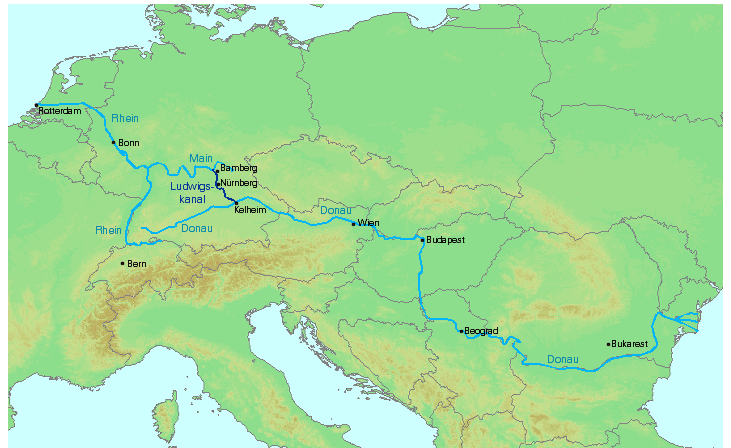 Rotterdam
Rhein
Bonn
Main
Bamberg
Nürnberg
Ludwigs-
kanal
Kelheim
Donau
Rhein
Donau
Wien
Budapest
Bern
Beograd
Bukarest
Donau